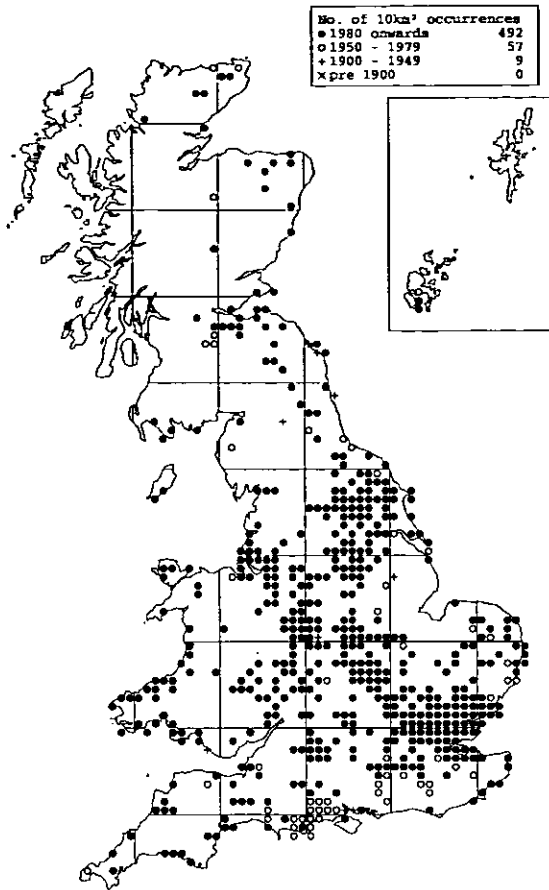 No. of 10km² occurrences
● 1980 onwards 492
○ 1950 - 1979 57
+ 1900 - 1949 9
x pre 1900 0